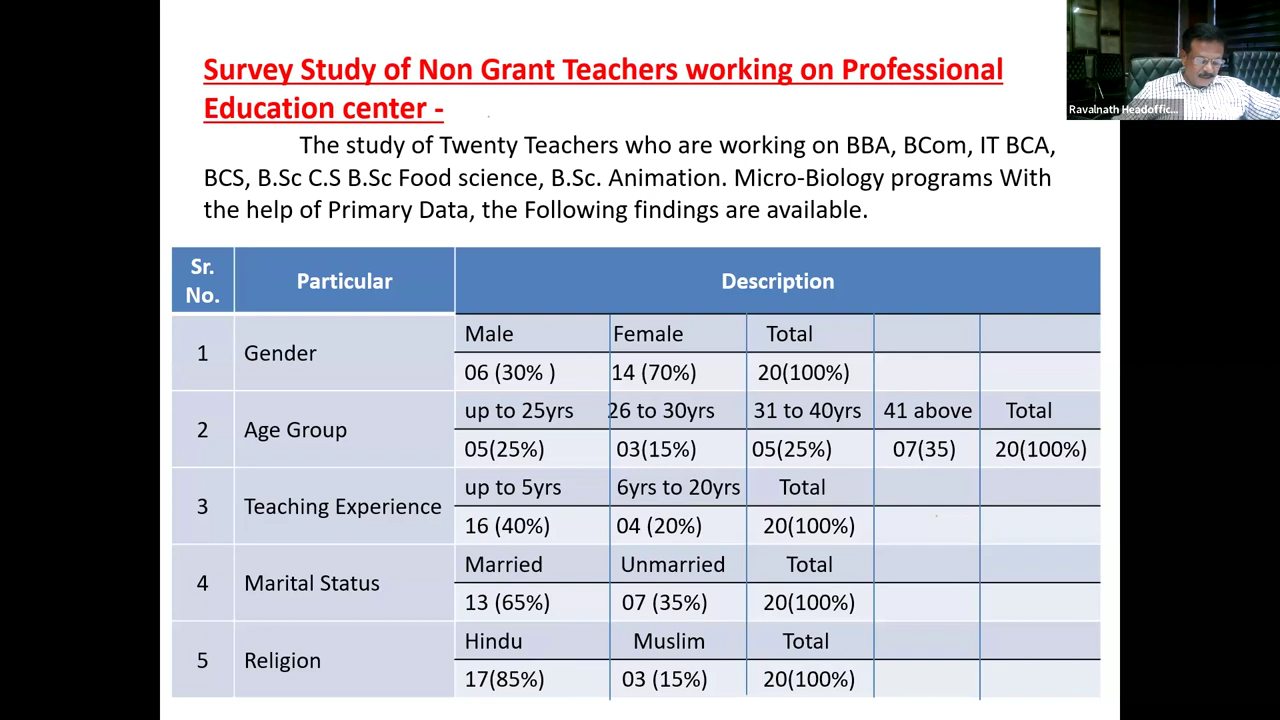 Survey Study of Non Grant Teachers working on Professional
Education center -
The study of Twenty Teachers who are working on BBA, BCom, IT BCA,
BCS, B.Sc C.S B.Sc Food science, B.Sc. Animation. Micro-Biology programs With
the help of Primary Data, the Following findings are available.
Ravalnath Headoffic...
Sr. No. Particular Description
1 Gender
Male Female Total
06 (30% ) 14 (70%) 20(100%)
2 Age Group
up to 25yrs 26 to 30yrs 31 to 40yrs 41 above Total
05(25%) 03(15%) 05(25%) 07(35) 20(100%)
3 Teaching Experience
up to 5yrs 6yrs to 20yrs Total
16 (40%) 04 (20%) 20(100%)
4 Marital Status
Married Unmarried Total
13 (65%) 07 (35%) 20(100%)
5 Religion
Hindu Muslim Total
17(85%) 03 (15%) 20(100%)